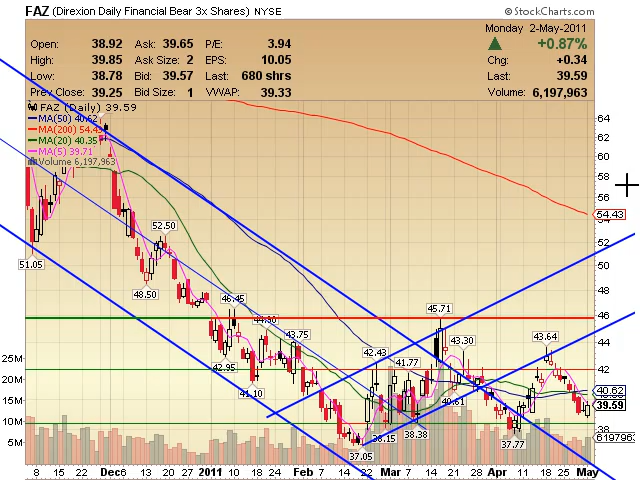 FAZ (Direxion Daily Financial Bear 3x Shares) NYSE © StockCharts.com
Monday 2-May-2011
Open: 38.92 Ask: 39.65 P/E: 3.94 +0.87%
High: 39.85 Ask Size: 2 EPS: 10.05 Chg: +0.34
Low: 38.78 Bid: 39.57 Last: 680 shrs Last: 39.59
Prev Close: 39.25 Bid Size: 1 VWAP: 39.33 Volume: 6,197,963
FAZ (Daily) 39.59
MA(50) 40.62
MA(200) 54.43
MA(20) 40.35
MA(5) 39.71
Volume 6,197,963
64
62
60
58
56
54.43
52
50
48
46
44
42
40.62
39.59
38
6197963
25M
20M
15M
10M
5M
51.05
52.50
48.50
46.45
42.95
44.30
41.10
43.75
37.05
42.43
38.15
41.77
38.38
45.71
40.61
43.30
37.77
43.64
8 15 22 Dec 6 13 20 27 2011 10 18 24 Feb 7 14 22 Mar 7 14 21 28 Apr 11 18 25 May